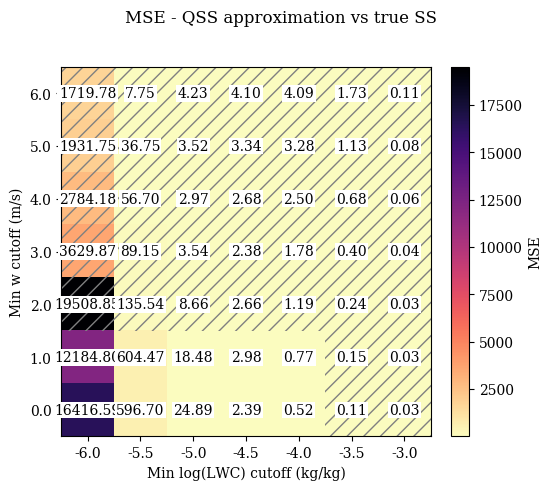 MSE - QSS approximation vs true SS
6.0 1719.78 7.75 4.23 4.10 4.09 1.73 0.11
5.0 1931.75 36.75 3.52 3.34 3.28 1.13 0.08
4.0 2784.18 56.70 2.97 2.68 2.50 0.68 0.06
3.0 3629.87 89.15 3.54 2.38 1.78 0.40 0.04
2.0 135.54 8.66 2.66 1.19 0.24 0.03
1.0 604.47 18.48 2.98 0.77 0.15 0.03
0.0 596.70 24.89 2.39 0.52 0.11 0.03
-6.0 -5.5 -5.0 -4.5 -4.0 -3.5 -3.0
Min log(LWC) cutoff (kg/kg)
Min w cutoff (m/s)
17500
15000
12500
10000
7500
5000
2500
MSE